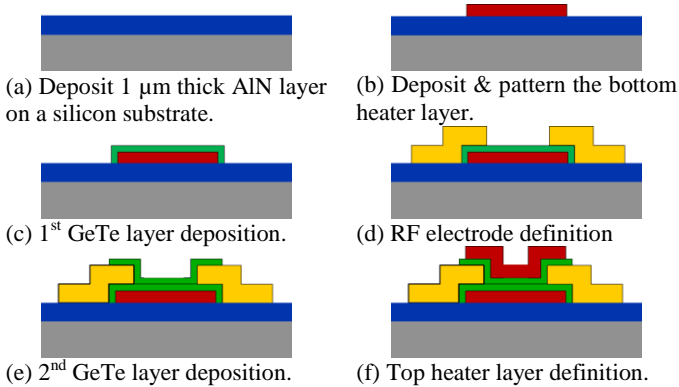 (a) Deposit 1 μm thick AlN layer
on a silicon substrate.
(b) Deposit & pattern the bottom
heater layer.
(c) 1st GeTe layer deposition.
(d) RF electrode definition
(e) 2nd GeTe layer deposition.
(f) Top heater layer definition.